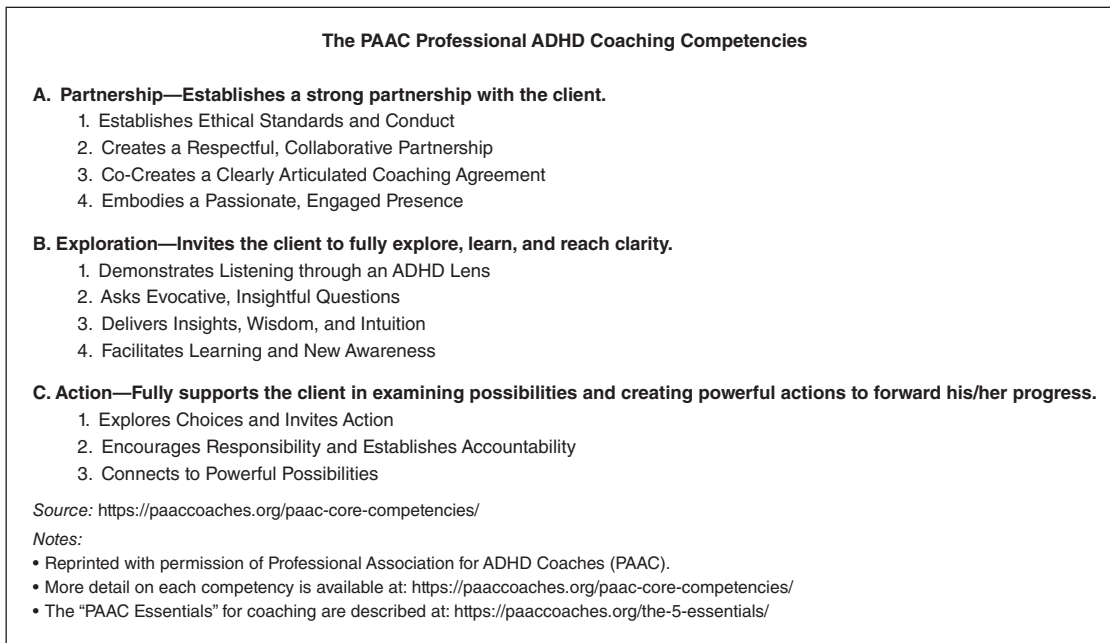 The PAAC Professional ADHD Coaching Competencies
A. Partnership—Establishes a strong partnership with the client.
1. Establishes Ethical Standards and Conduct
2. Creates a Respectful, Collaborative Partnership
3. Co-Creates a Clearly Articulated Coaching Agreement
4. Embodies a Passionate, Engaged Presence
B. Exploration—Invites the client to fully explore, learn, and reach clarity.
1. Demonstrates Listening through an ADHD Lens
2. Asks Evocative, Insightful Questions
3. Delivers Insights, Wisdom, and Intuition
4. Facilitates Learning and New Awareness
C. Action—Fully supports the client in examining possibilities and creating powerful actions to forward his/her progress.
1. Explores Choices and Invites Action
2. Encourages Responsibility and Establishes Accountability
3. Connects to Powerful Possibilities
Source: https://paaccoaches.org/paac-core-competencies/
Notes:
• Reprinted with permission of Professional Association for ADHD Coaches (PAAC).
• More detail on each competency is available at: https://paaccoaches.org/paac-core-competencies/
• The “PAAC Essentials” for coaching are described at: https://paaccoaches.org/the-5-essentials/